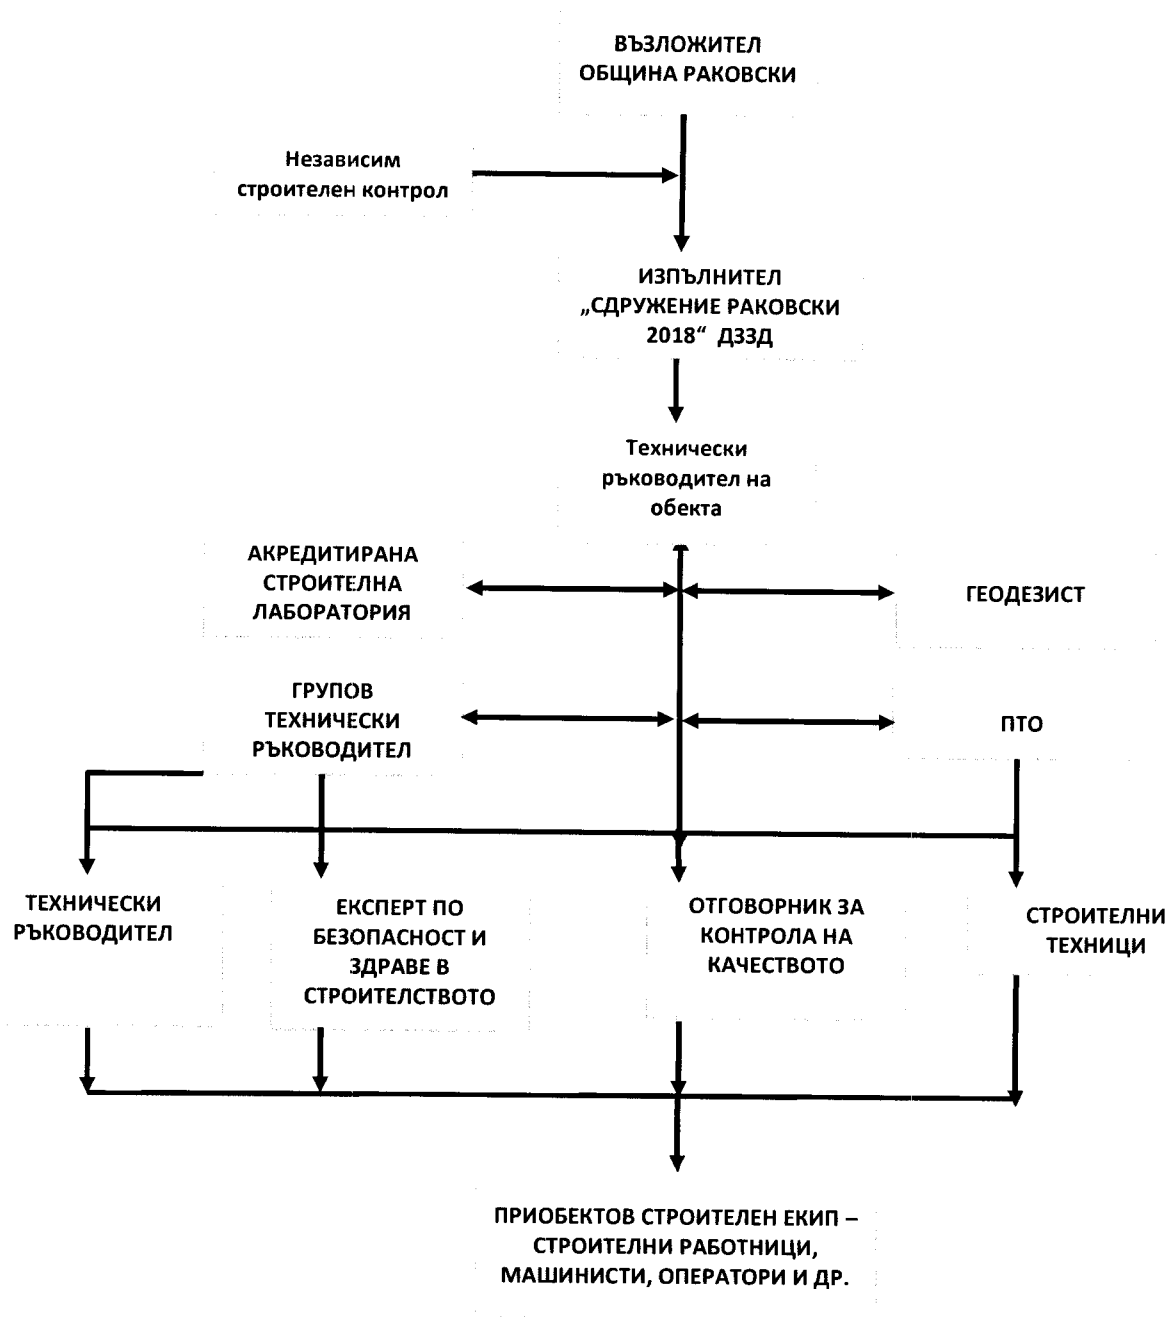 ВЪЗЛОЖИТЕЛ
ОБЩИНА РАКОВСКИ
Независим
строителен контрол
ИЗПЪЛНИТЕЛ
„СДРУЖЕНИЕ РАКОВСКИ
2018“ ДЗЗД
Технически
ръководител на
обекта
АКРЕДИТИРАНА
СТРОИТЕЛНА
ЛАБОРАТОРИЯ
ГЕОДЕЗИСТ
ГРУПОВ
ТЕХНИЧЕСКИ
РЪКОВОДИТЕЛ
ПТО
ТЕХНИЧЕСКИ
РЪКОВОДИТЕЛ
ЕКСПЕРТ ПО
БЕЗОПАСНОСТ И
ЗДРАВЕ В
СТРОИТЕЛСТВОТО
ОТГОВОРНИК ЗА
КОНТРОЛА НА
КАЧЕСТВОТО
СТРОИТЕЛНИ
ТЕХНИЦИ
ПРИОБЕКТОВ СТРОИТЕЛЕН ЕКИП –
СТРОИТЕЛНИ РАБОТНИЦИ,
МАШИНИСТИ, ОПЕРАТОРИ И ДР.